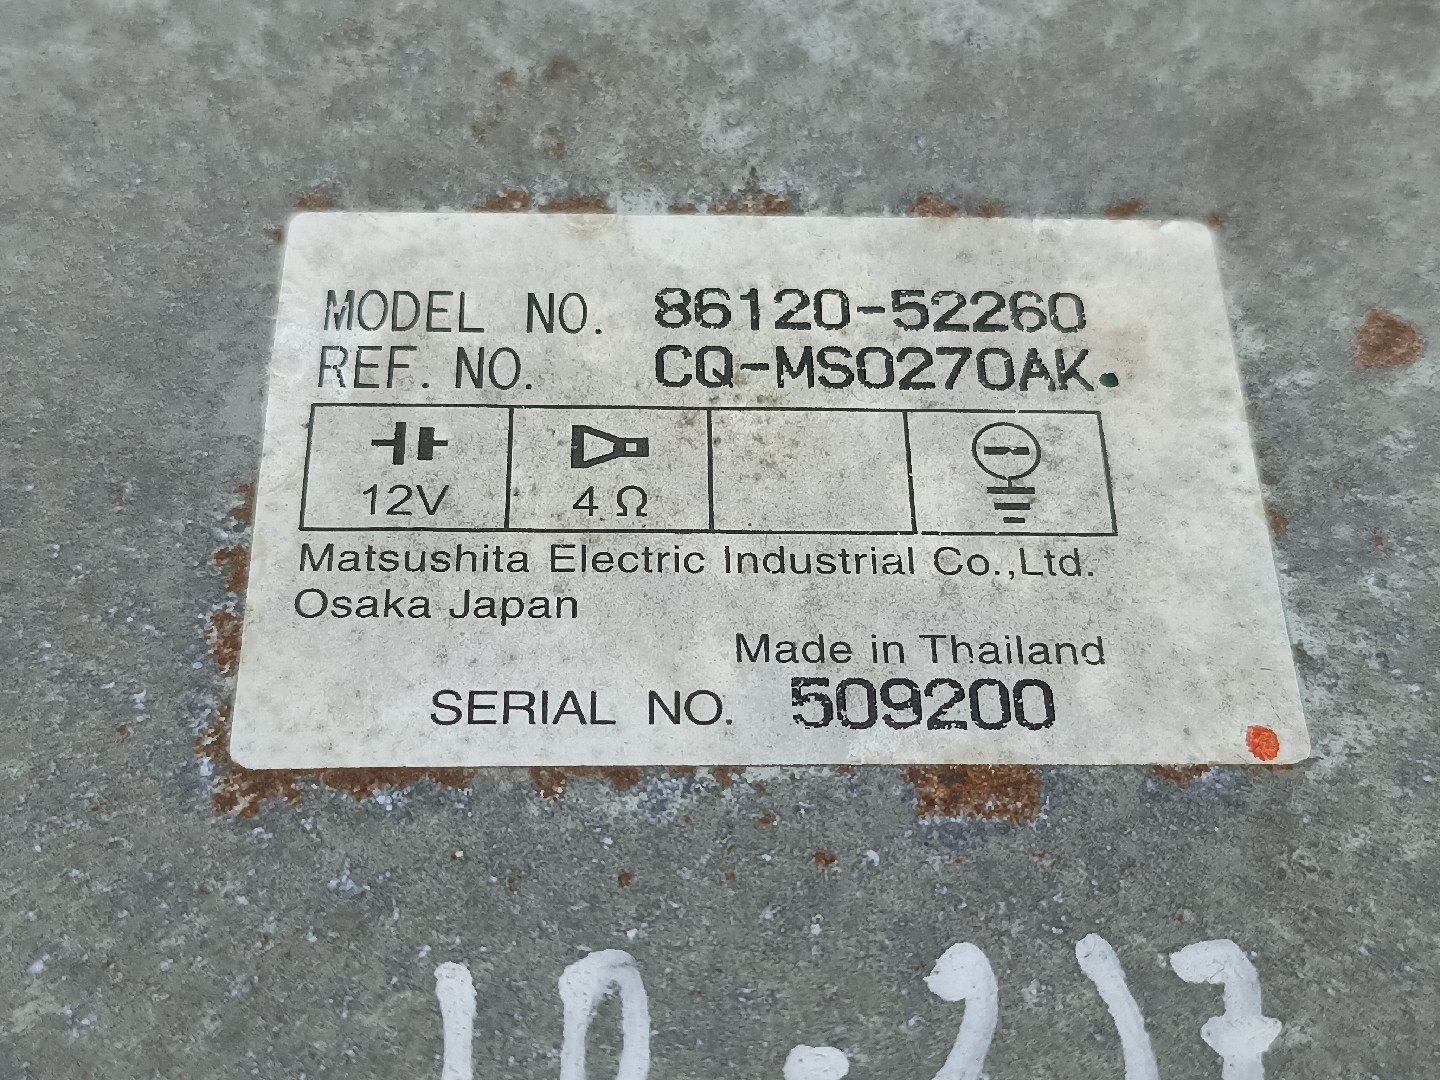 MODEL NO. 86120-52260
REF. NO. CQ-MS0270AK
12V 4 Ω
Matsushita Electric Industrial Co.,Ltd.
Osaka Japan
Made in Thailand
SERIAL NO. 509200